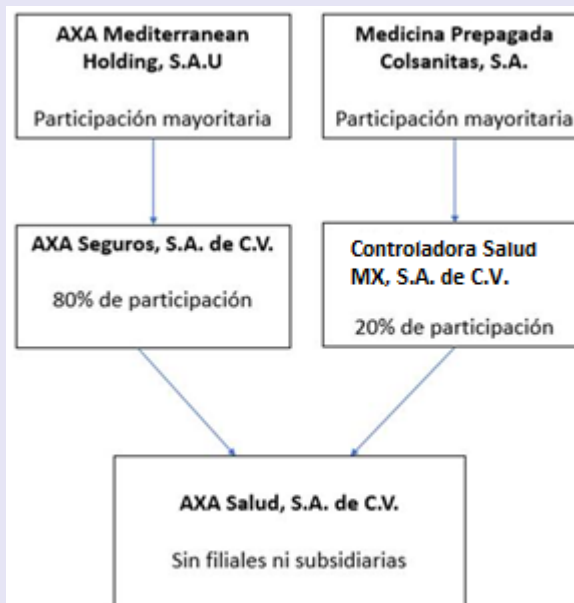 AXA Mediterranean
Holding, S.A.U
Participación mayoritaria
Medicina Prepagada
Colsanitas, S.A.
Participación mayoritaria
AXA Seguros, S.A. de C.V.
80% de participación
Controladora Salud
MX, S.A. de C.V.
20% de participación
AXA Salud, S.A. de C.V.
Sin filiales ni subsidiarias